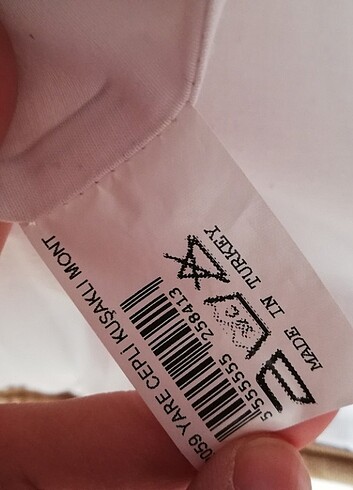 059 YARE CEPLİ KUŞAKLI MONT
5 555555 258413
MADE IN TURKEY